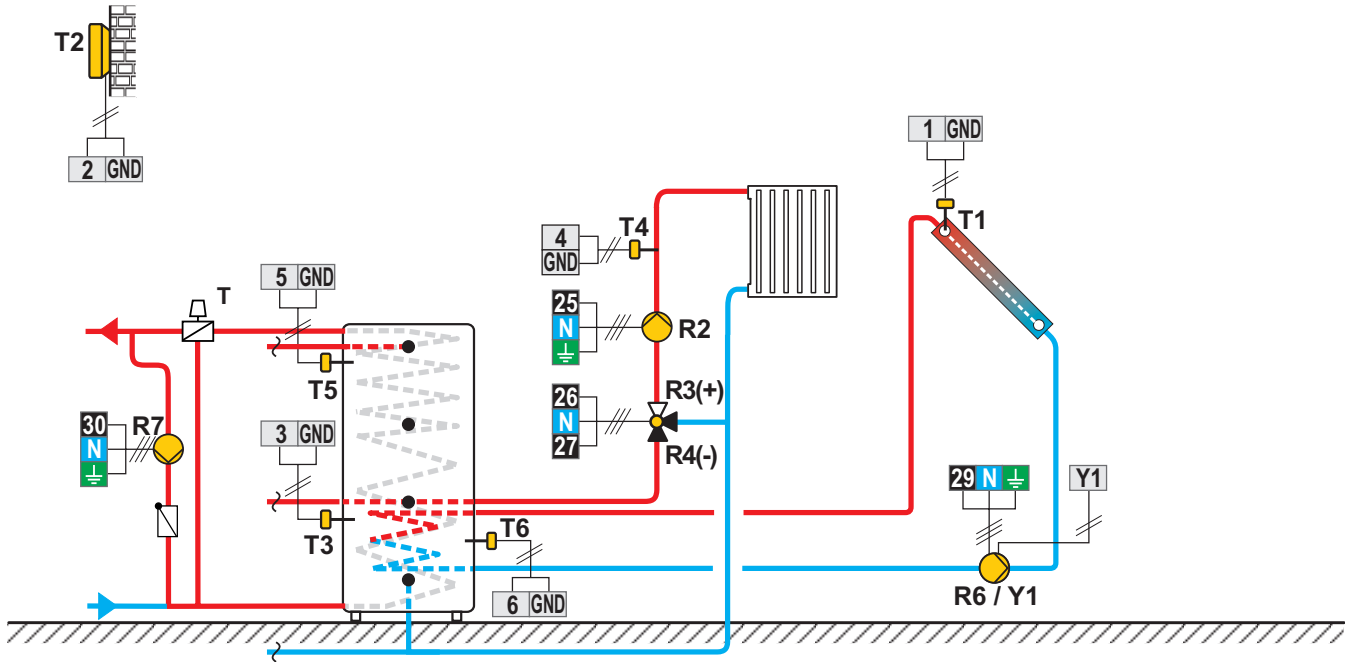 T2
2 GND
1 GND
T1
T4
4
GND
5 GND
T
25
N
R2
T5
R3(+)
26
N
27
R4(-)
30
N
R7
3 GND
29 N
Y1
T3
T6
6 GND
R6 / Y1